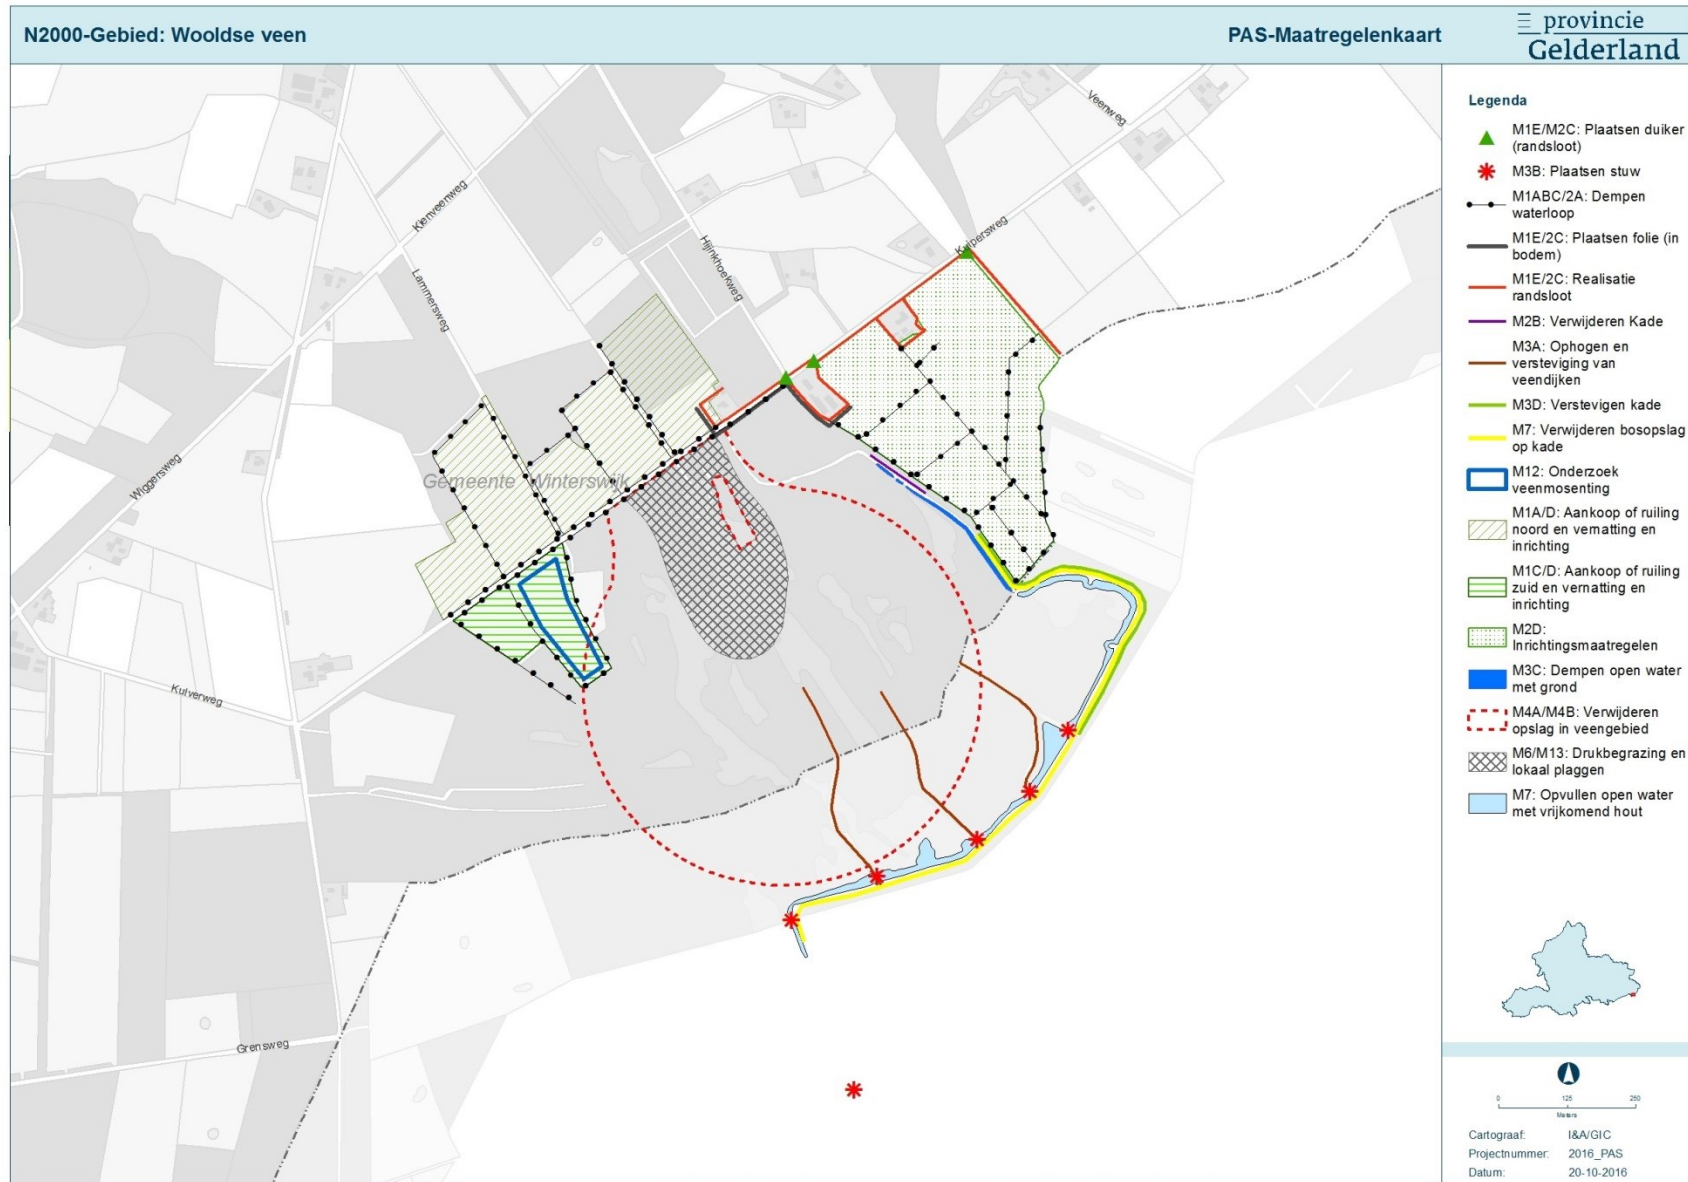 N2000-Gebied: Wooldse veen
PAS-Maatregelenkaart
provincie
Gelderland
Veenweg
Kuipersweg
Kienveenweg
Hijinkhoekweg
Lammersweg
Wiggersweg
Gemeente Winterswijk
Kulverweg
Grensweg
Legenda
M1E/M2C: Plaatsen duiker
(randsloot)
M3B: Plaatsen stuw
M1ABC/2A: Dempen
waterloop
M1E/2C: Plaatsen folie (in
bodem)
M1E/2C: Realisatie
randsloot
M2B: Verwijderen Kade
M3A: Ophogen en
versteviging van
veendijken
M3D: Verstevigen kade
M7: Verwijderen bosopslag
op kade
M12: Onderzoek
veenmosenting
M1A/D: Aankoop of ruiling
noord en vernatting en
inrichting
M1C/D: Aankoop of ruiling
zuid en vernatting en
inrichting
M2D:
Inrichtingsmaatregelen
M3C: Dempen open water
met grond
M4A/M4B: Verwijderen
opslag in veengebied
M6/M13: Drukbegrazing en
lokaal plaggen
M7: Opvullen open water
met vrijkomend hout
0 125 250
Meters
Cartograaf: I&A/GIC
Projectnummer: 2016_PAS
Datum: 20-10-2016